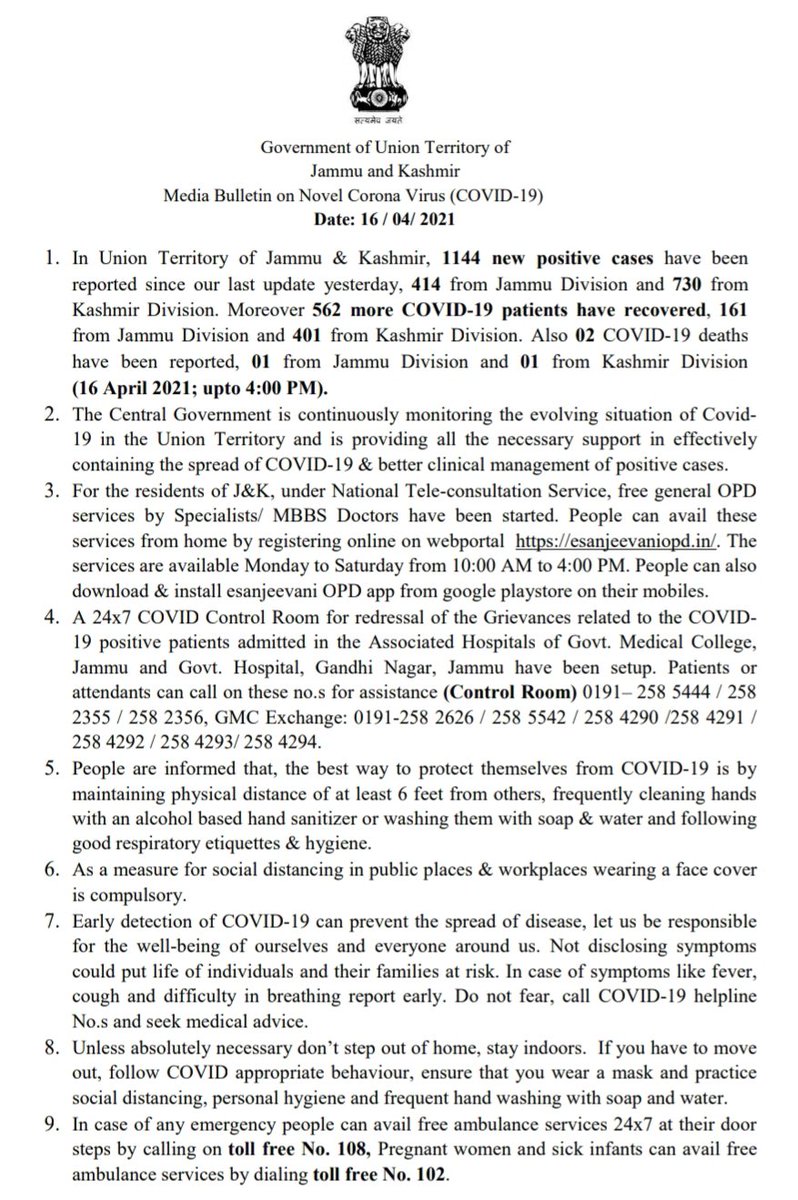 सत्यमेव जयते
Government of Union Territory of
Jammu and Kashmir
Media Bulletin on Novel Corona Virus (COVID-19)
Date: 16 / 04/ 2021
1. In Union Territory of Jammu & Kashmir, 1144 new positive cases have been
reported since our last update yesterday, 414 from Jammu Division and 730 from
Kashmir Division. Moreover 562 more COVID-19 patients have recovered, 161
from Jammu Division and 401 from Kashmir Division. Also 02 COVID-19 deaths
have been reported, 01 from Jammu Division and 01 from Kashmir Division
(16 April 2021; upto 4:00 PM).
2. The Central Government is continuously monitoring the evolving situation of Covid-
19 in the Union Territory and is providing all the necessary support in effectively
containing the spread of COVID-19 & better clinical management of positive cases.
3. For the residents of J&K, under National Tele-consultation Service, free general OPD
services by Specialists/ MBBS Doctors have been started. People can avail these
services from home by registering online on webportal https://esanjeevaniopd.in/. The
services are available Monday to Saturday from 10:00 AM to 4:00 PM. People can also
download & install esanjeevani OPD app from google playstore on their mobiles.
4. A 24x7 COVID Control Room for redressal of the Grievances related to the COVID-
19 positive patients admitted in the Associated Hospitals of Govt. Medical College,
Jammu and Govt. Hospital, Gandhi Nagar, Jammu have been setup. Patients or
attendants can call on these no.s for assistance (Control Room) 0191– 258 5444 / 258
2355 / 258 2356, GMC Exchange: 0191-258 2626 / 258 5542 / 258 4290 /258 4291 /
258 4292 / 258 4293/ 258 4294.
5. People are informed that, the best way to protect themselves from COVID-19 is by
maintaining physical distance of at least 6 feet from others, frequently cleaning hands
with an alcohol based hand sanitizer or washing them with soap & water and following
good respiratory etiquettes & hygiene.
6. As a measure for social distancing in public places & workplaces wearing a face cover
is compulsory.
7. Early detection of COVID-19 can prevent the spread of disease, let us be responsible
for the well-being of ourselves and everyone around us. Not disclosing symptoms
could put life of individuals and their families at risk. In case of symptoms like fever,
cough and difficulty in breathing report early. Do not fear, call COVID-19 helpline
No.s and seek medical advice.
8. Unless absolutely necessary don’t step out of home, stay indoors. If you have to move
out, follow COVID appropriate behaviour, ensure that you wear a mask and practice
social distancing, personal hygiene and frequent hand washing with soap and water.
9. In case of any emergency people can avail free ambulance services 24x7 at their door
steps by calling on toll free No. 108, Pregnant women and sick infants can avail free
ambulance services by dialing toll free No. 102.